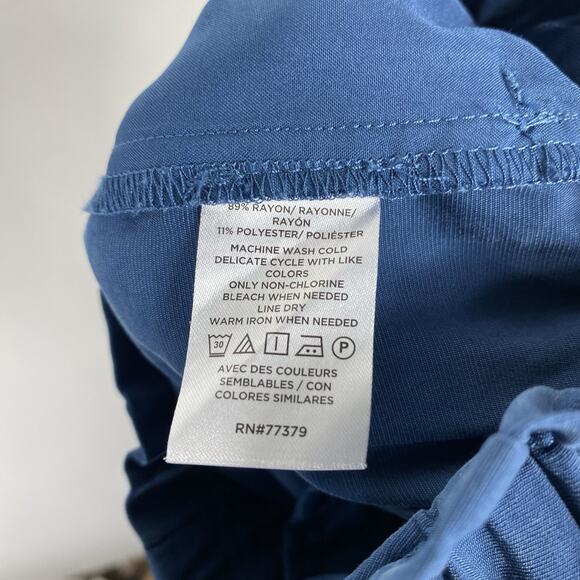 89% RAYON/ RAYONNE/
RAYÓN
11% POLYESTER/ POLIÉSTER
MACHINE WASH COLD
DELICATE CYCLE WITH LIKE
COLORS
ONLY NON-CHLORINE
BLEACH WHEN NEEDED
LINE DRY
WARM IRON WHEN NEEDED
30 P
AVEC DES COULEURS
SEMBLABLES / CON
COLORES SIMILARES
RN#77379